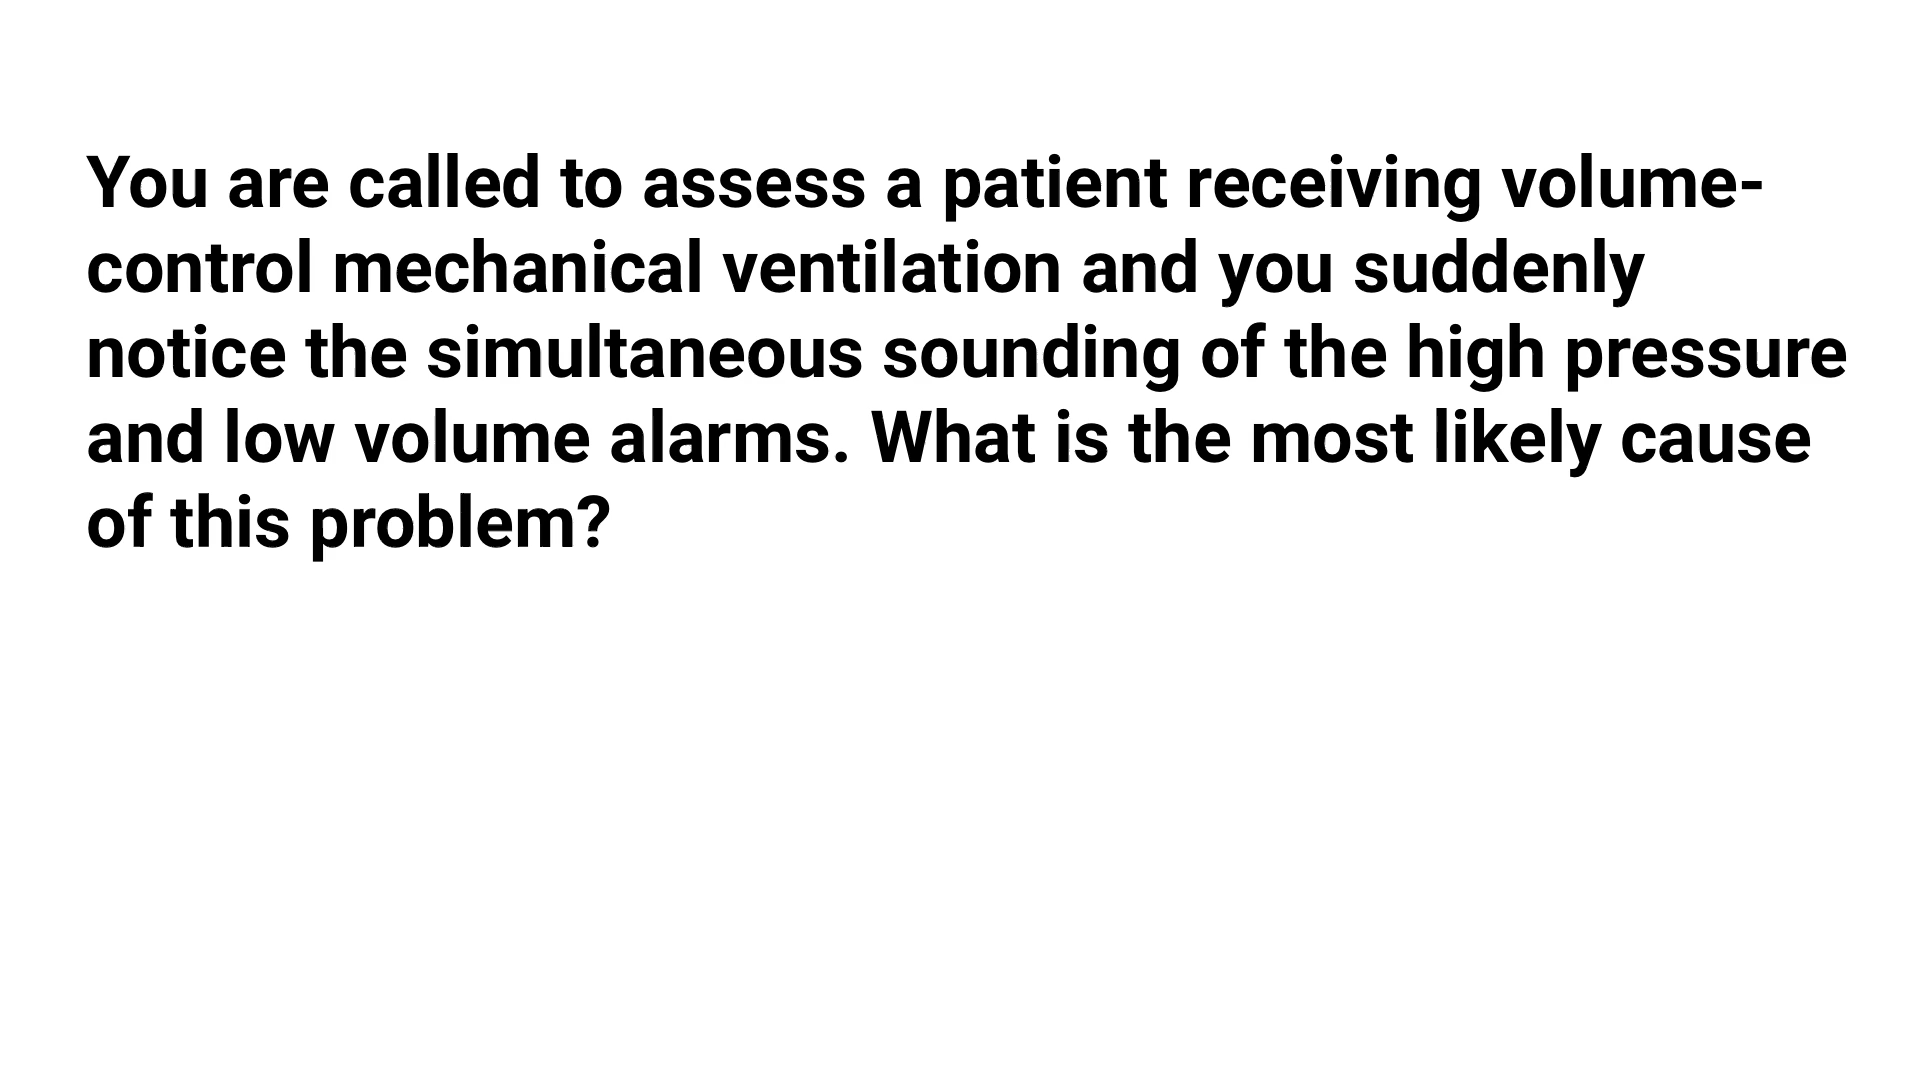 You are called to assess a patient receiving volume-
control mechanical ventilation and you suddenly
notice the simultaneous sounding of the high pressure
and low volume alarms. What is the most likely cause
of this problem?